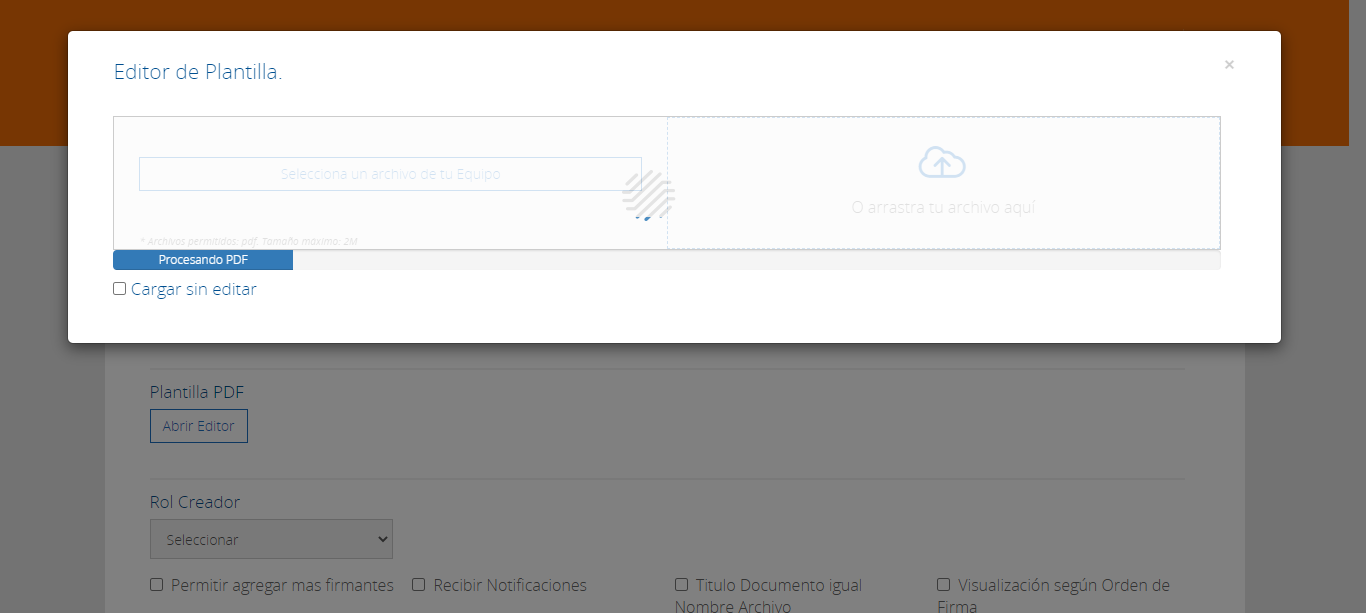 Editor de Plantilla.
×
Selecciona un archivo de tu Equipo
O arrastra tu archivo aquí
* Archivos permitidos: pdf. Tamaño maximo: 2M
Procesando PDF
Cargar sin editar
Plantilla PDF
Abrir Editor
Rol Creador
Seleccionar
Permitir agregar mas firmantes
Recibir Notificaciones
Titulo Documento igual
Nombre Archivo
Visualización según Orden de
Firma